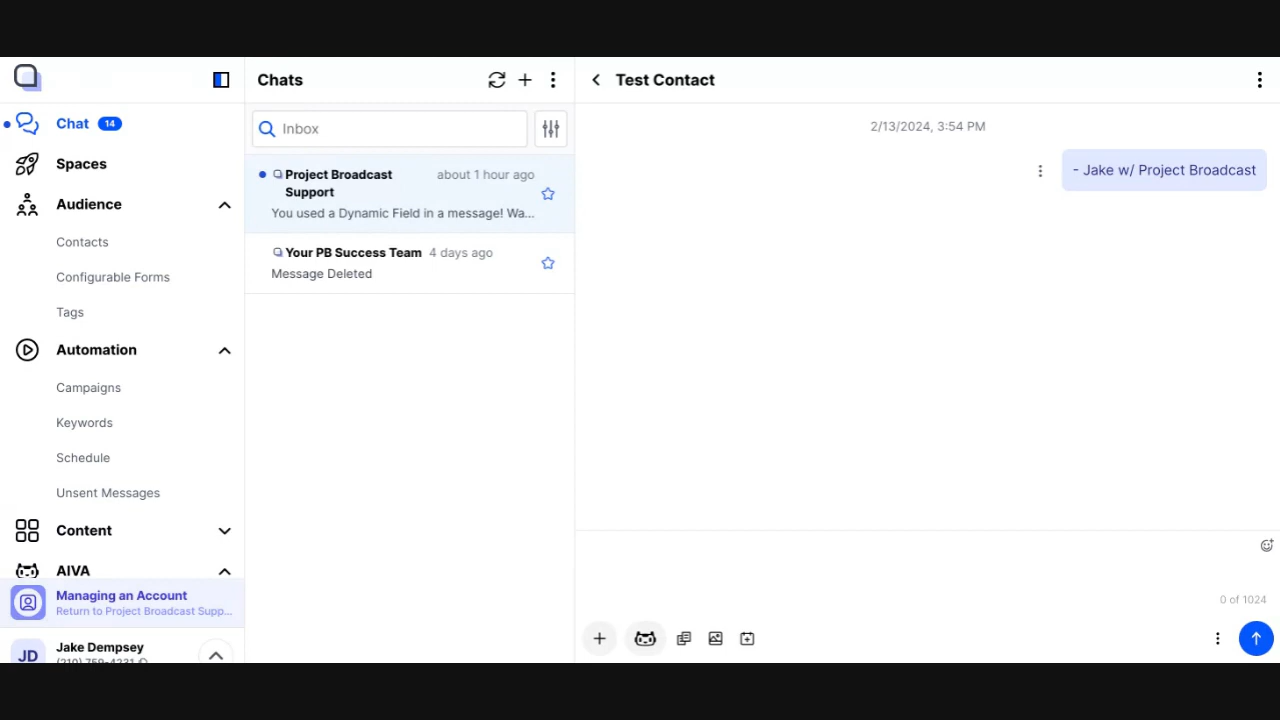 Chat 14
Spaces
Audience
Contacts
Configurable Forms
Tags
Automation
Campaigns
Keywords
Schedule
Unsent Messages
Content
AIVA
Managing an Account
Return to Project Broadcast Supp...
JD
Jake Dempsey
(210) 759-4231
Chats
Inbox
Project Broadcast
Support
about 1 hour ago
You used a Dynamic Field in a message! Wa...
Your PB Success Team 4 days ago
Message Deleted
Test Contact
2/13/2024, 3:54 PM
- Jake w/ Project Broadcast
0 of 1024